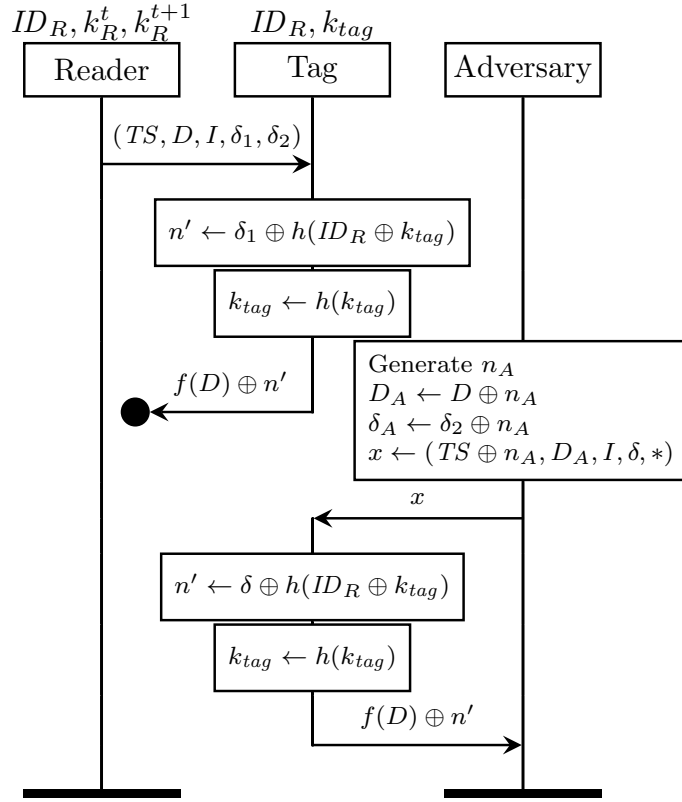 ID_R, k_R^t, k_R^{t+1}
ID_R, k_{tag}
Reader
Tag
Adversary
(TS, D, I, δ_1, δ_2)
n′ ← δ_1 ⊕ h(ID_R ⊕ k_{tag})
k_{tag} ← h(k_{tag})
f(D) ⊕ n′
Generate n_A
D_A ← D ⊕ n_A
δ_A ← δ_2 ⊕ n_A
x ← (TS ⊕ n_A, D_A, I, δ, *)
x
n′ ← δ ⊕ h(ID_R ⊕ k_{tag})
k_{tag} ← h(k_{tag})
f(D) ⊕ n′